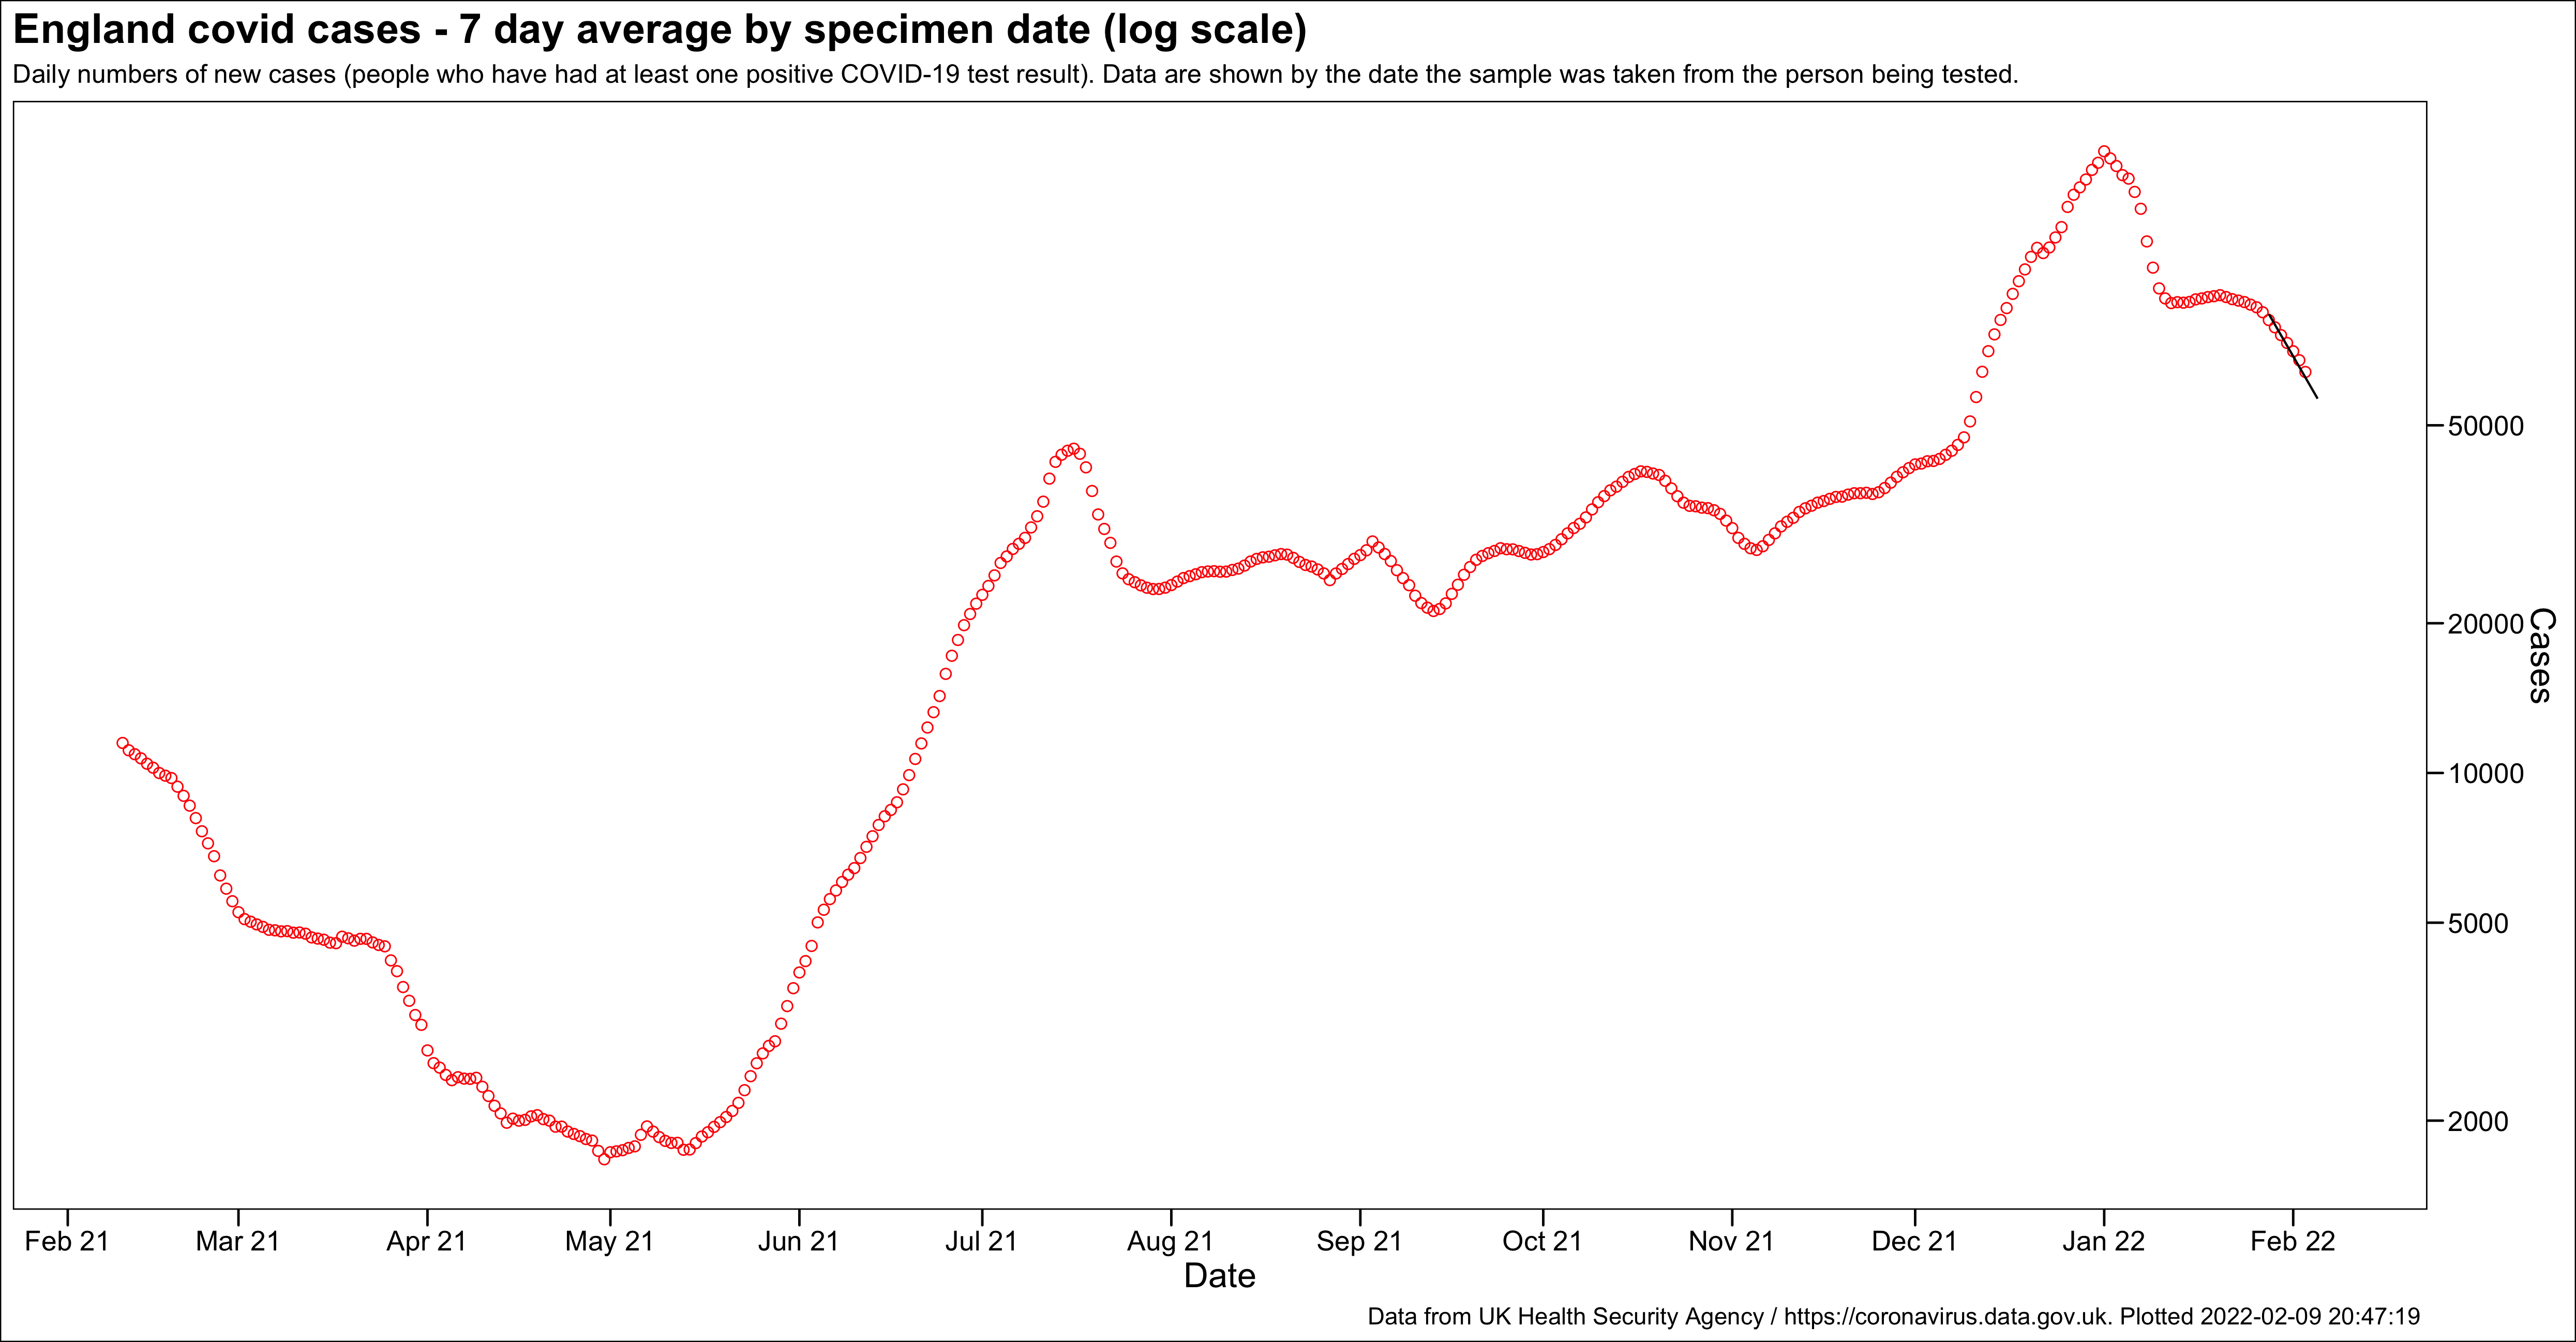 England covid cases - 7 day average by specimen date (log scale)
Daily numbers of new cases (people who have had at least one positive COVID-19 test result). Data are shown by the date the sample was taken from the person being tested.
50000
20000
10000
5000
2000
Cases
Feb 21 Mar 21 Apr 21 May 21 Jun 21 Jul 21 Aug 21 Sep 21 Oct 21 Nov 21 Dec 21 Jan 22 Feb 22
Date
Data from UK Health Security Agency / https://coronavirus.data.gov.uk. Plotted 2022-02-09 20:47:19